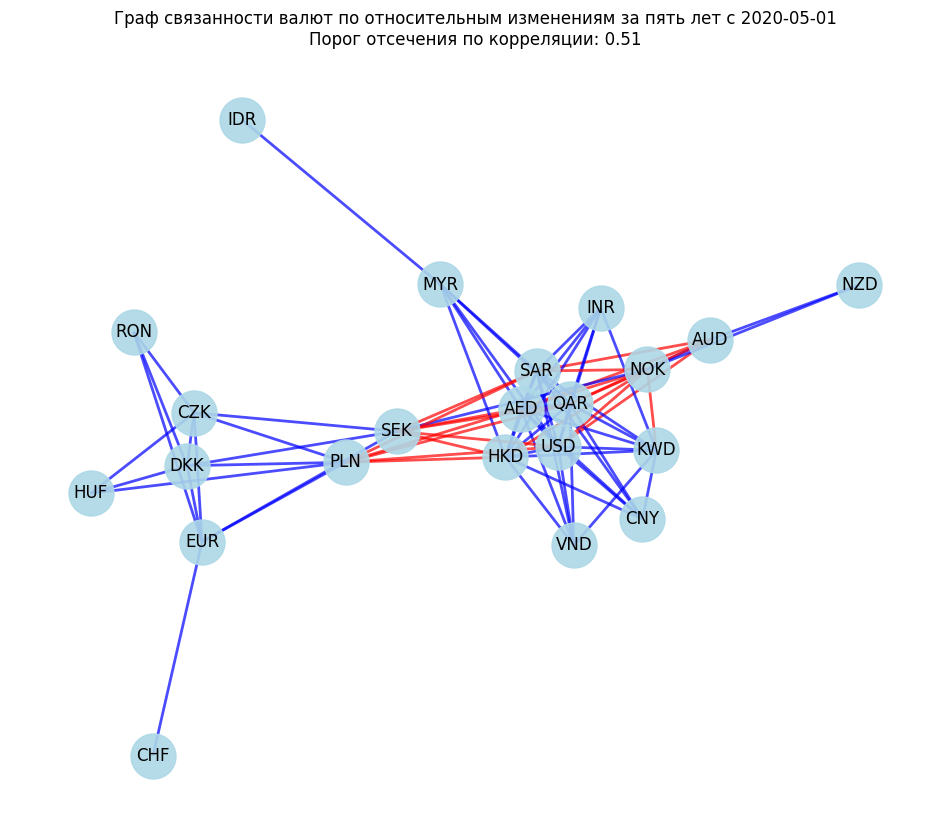 Граф связанности валют по относительным изменениям за пять лет с 2020-05-01
Порог отсечения по корреляции: 0.51
IDR
MYR
NZD
INR
RON
AUD
SAR
NOK
QAR
AED
CZK
SEK
USD
KWD
HKD
PLN
DKK
HUF
CNY
EUR
VND
CHF